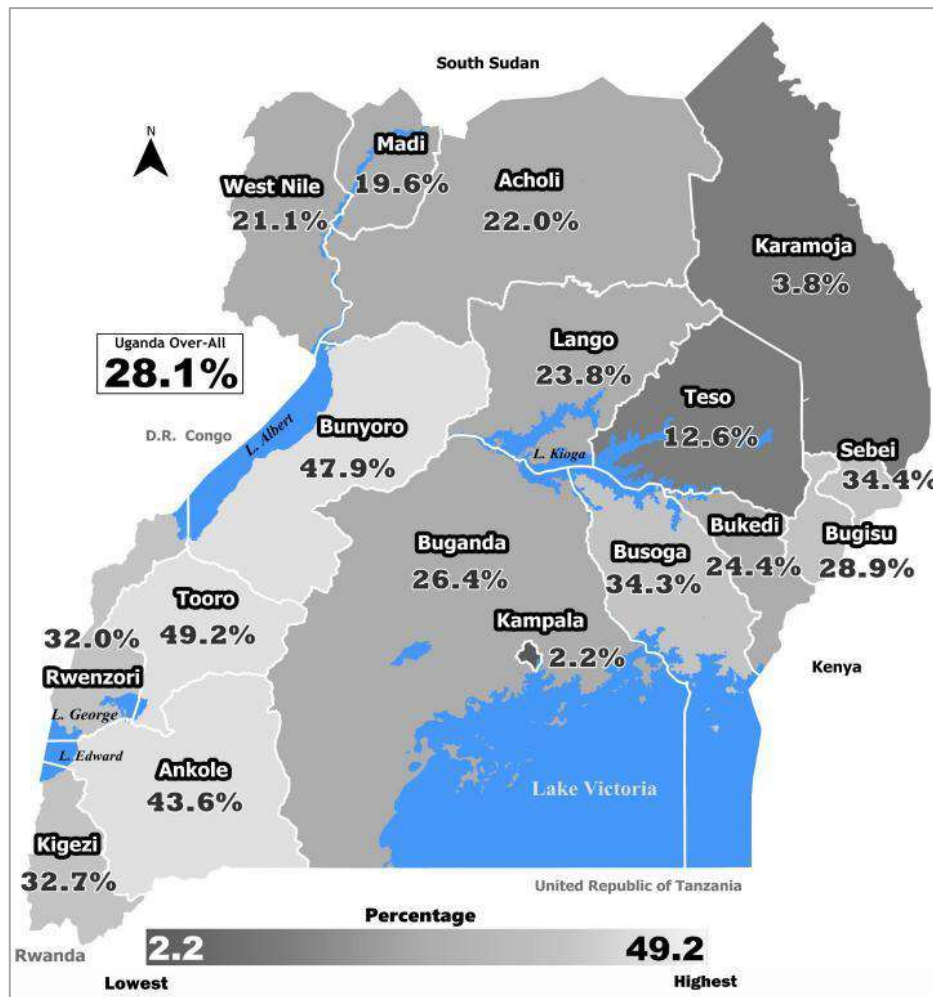 South Sudan
N
Madi
19.6%
West Nile
21.1%
Acholi
22.0%
Karamoja
3.8%
Uganda Over-All
28.1%
Lango
23.8%
Teso
12.6%
D.R. Congo
L. Albert
Bunyoro
47.9%
L. Kioga
Sebei
34.4%
Bukedi
24.4%
Bugisu
28.9%
Buganda
26.4%
Busoga
34.3%
Tooro
49.2%
Kampala
2.2%
32.0%
Rwenzori
Kenya
L. George
L. Edward
Ankole
43.6%
Lake Victoria
Kigezi
32.7%
United Republic of Tanzania
Percentage
Rwanda
2.2
49.2
Lowest
Highest